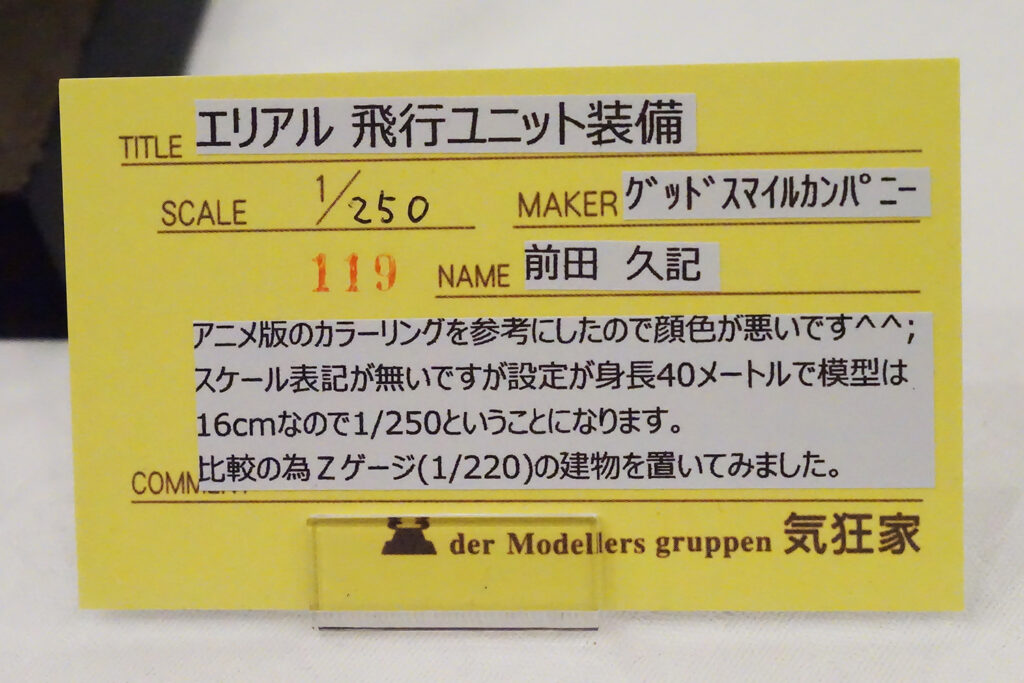 TITLE エリアル 飛行ユニット装備
SCALE 1/250 MAKER グッドスマイルカンパニー
119 NAME 前田 久記
アニメ版のカラーリングを参考にしたので顔色が悪いです^^;
スケール表記が無いですが設定が身長40メートルで模型は
16cmなので1/250ということになります。
比較の為Zゲージ(1/220)の建物を置いてみました。
COMMENT
der Modellers gruppen 気狂家